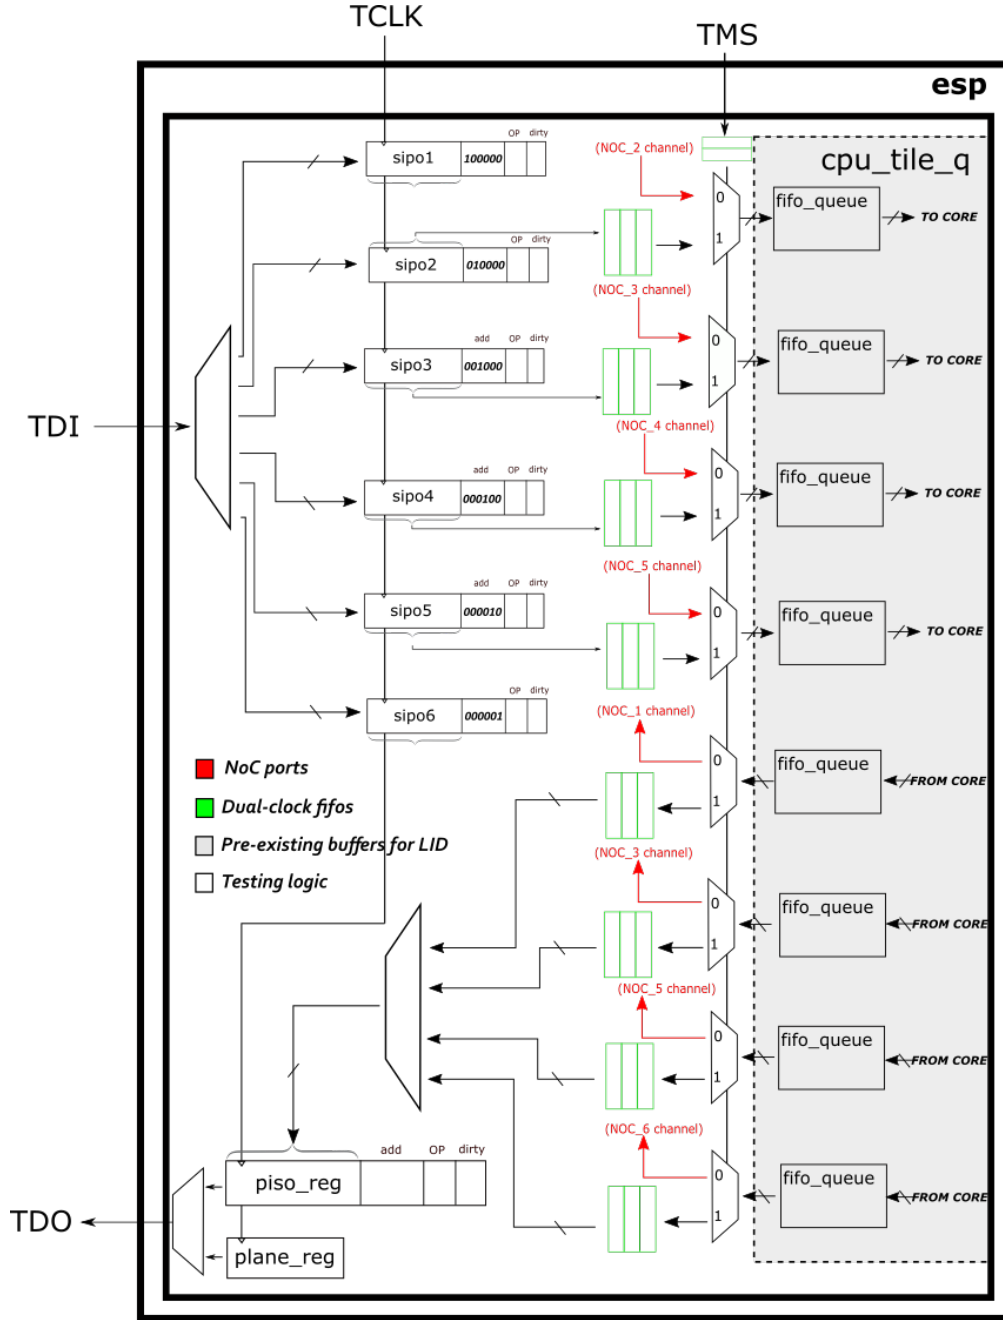 TCLK
TMS
esp
cpu_tile_q
OP dirty
sipo1 100000
(NOC_2 channel)
0
1
fifo_queue
TO CORE
OP dirty
sipo2 010000
(NOC_3 channel)
0
1
fifo_queue
TO CORE
add OP dirty
sipo3 001000
(NOC_4 channel)
0
1
fifo_queue
TO CORE
TDI
add OP dirty
sipo4 000100
(NOC_5 channel)
0
1
fifo_queue
TO CORE
add OP dirty
sipo5 000010
OP dirty
sipo6 000001
(NOC_1 channel)
0
1
fifo_queue
FROM CORE
NoC ports
Dual-clock fifos
Pre-existing buffers for LID
Testing logic
(NOC_3 channel)
0
1
fifo_queue
FROM CORE
(NOC_5 channel)
0
1
fifo_queue
FROM CORE
(NOC_6 channel)
0
1
fifo_queue
FROM CORE
add OP dirty
piso_reg
TDO
plane_reg